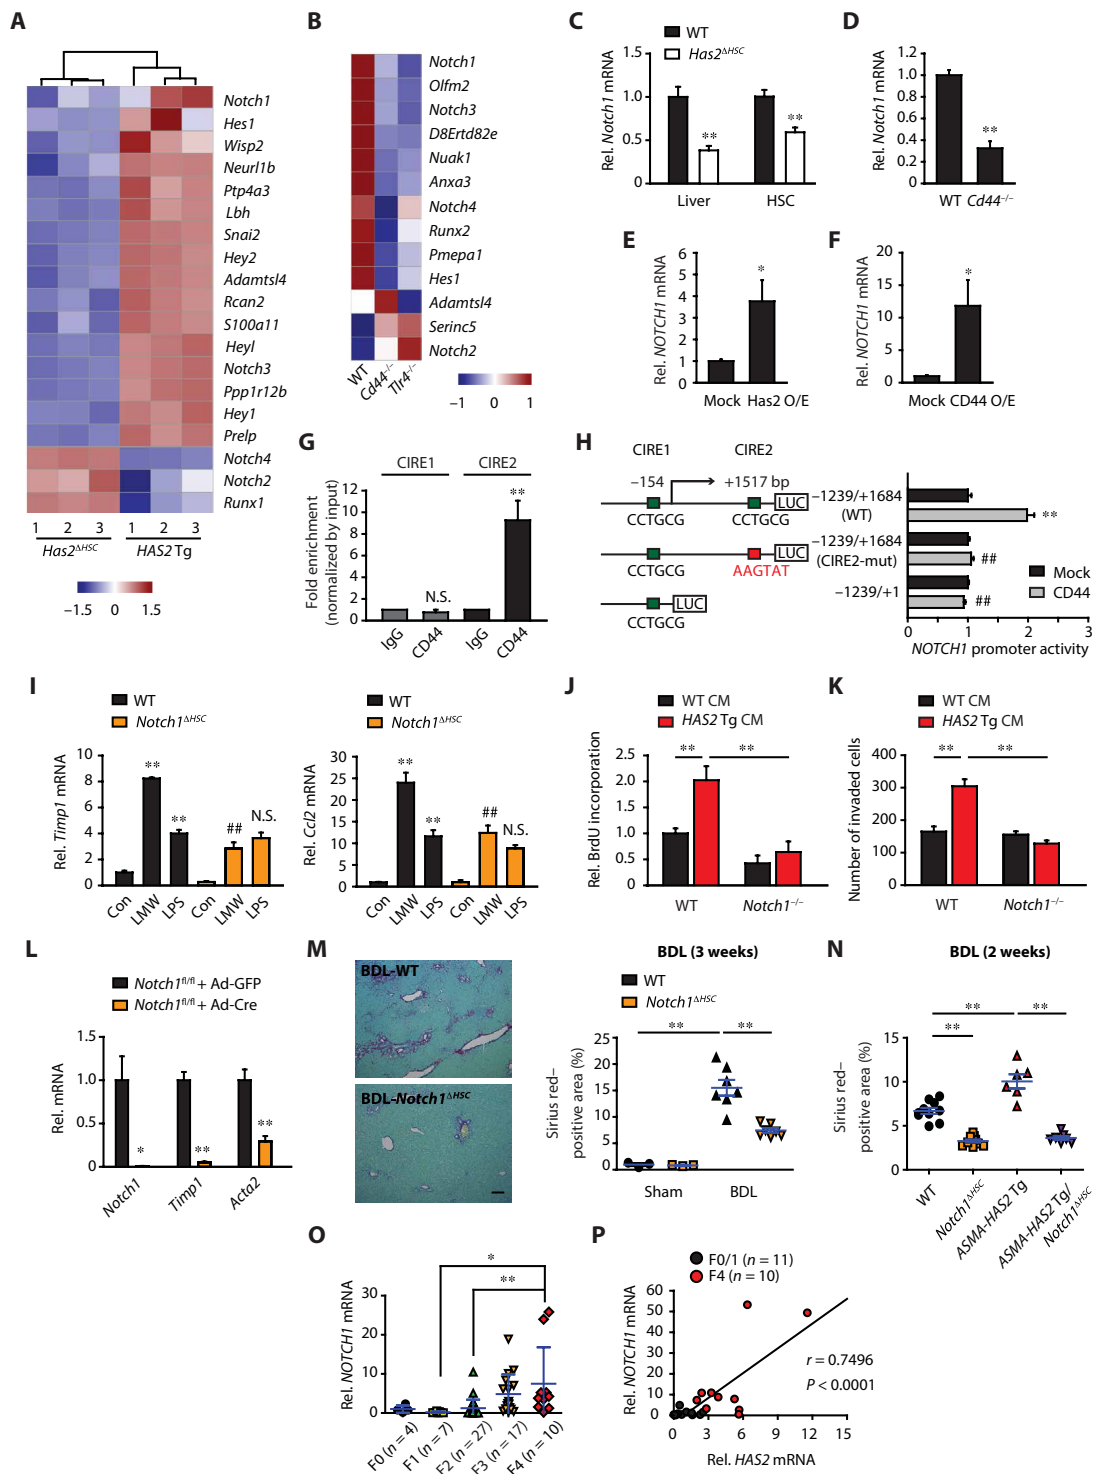 A
Notch1
Hes1
Wisp2
Neurl1b
Ptp4a3
Lbh
Snai2
Hey2
Adamtsl4
Rcan2
S100a11
Heyl
Notch3
Ppp1r12b
Hey1
Prelp
Notch4
Notch2
Runx1
1 2 3 1 2 3
Has2ΔHSC HAS2 Tg
−1.5 0 1.5
B
Notch1
Olfm2
Notch3
D8Ertd82e
Nuak1
Anxa3
Notch4
Runx2
Pmepa1
Hes1
Adamtsl4
Serinc5
Notch2
WT Cd44−/− Tlr4−/−
−1 0 1
C
WT
Has2ΔHSC
Rel. Notch1 mRNA
1.5
1.0
0.5
0
** **
Liver HSC
D
Rel. Notch1 mRNA
1.2
1.0
0.8
0.6
0.4
0.2
0
**
WT Cd44−/−
E
Rel. NOTCH1 mRNA
6
5
4
3
2
1
0
*
Mock Has2 O/E
F
Rel. NOTCH1 mRNA
20
15
10
5
0
*
Mock CD44 O/E
G
CIRE1 CIRE2
Fold enrichment
(normalized by input)
12
10
8
6
4
2
0
N.S. **
IgG CD44 IgG CD44
H
CIRE1 CIRE2
−154 +1517 bp
LUC
CCTGCG CCTGCG
−1239/+1684
(WT)
LUC
CCTGCG AAGTAT
−1239/+1684
(CIRE2-mut)
LUC
CCTGCG
−1239/+1
**
##
##
Mock
CD44
0 1 2 3
NOTCH1 promoter activity
I
WT
Notch1ΔHSC
Rel. Timp1 mRNA
10
8
6
4
2
0
** ** ## N.S.
Con LMW LPS Con LMW LPS
WT
Notch1ΔHSC
Rel. Ccl2 mRNA
30
25
20
15
10
5
0
** ** ## N.S.
Con LMW LPS Con LMW LPS
J
WT CM
HAS2 Tg CM
Rel. BrdU incorporation
2.5
2.0
1.5
1.0
0.5
0
** **
WT Notch1−/−
K
WT CM
HAS2 Tg CM
Number of invaded cells
400
300
200
100
0
** **
WT Notch1−/−
L
Notch1fl/fl + Ad-GFP
Notch1fl/fl + Ad-Cre
Rel. mRNA
1.5
1.0
0.5
0
* ** **
Notch1 Timp1 Acta2
M
BDL-WT
BDL-Notch1ΔHSC
BDL (3 weeks)
WT
Notch1ΔHSC
Sirius red–
positive area (%)
25
20
15
10
5
0
** **
Sham BDL
N
BDL (2 weeks)
Sirius red–
positive area (%)
15
10
5
0
** **
**
WT
Notch1ΔHSC
ASMA-HAS2 Tg
ASMA-HAS2 Tg/
Notch1ΔHSC
O
Rel. NOTCH1 mRNA
30
20
10
0
*
**
F0 (n = 4)
F1 (n = 7)
F2 (n = 27)
F3 (n = 17)
F4 (n = 10)
P
F0/1 (n = 11)
F4 (n = 10)
Rel. NOTCH1 mRNA
60
50
40
30
20
10
0
r = 0.7496
P < 0.0001
0 3 6 9 12 15
Rel. HAS2 mRNA